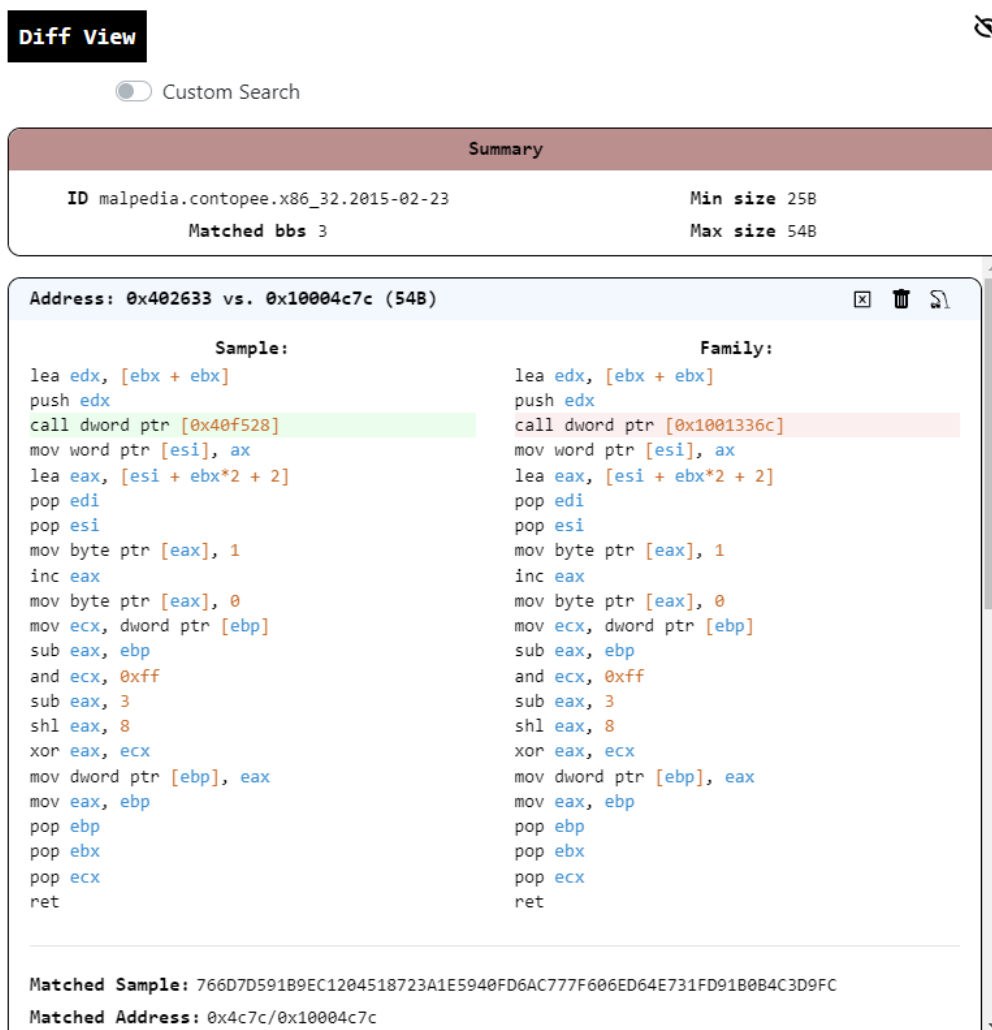 Diff View
Custom Search
Summary
ID malpedia.contopee.x86_32.2015-02-23
Min size 25B
Matched bbs 3
Max size 54B
Address: 0x402633 vs. 0x10004c7c (54B)
Sample:
lea edx, [ebx + ebx]
push edx
call dword ptr [0x40f528]
mov word ptr [esi], ax
lea eax, [esi + ebx*2 + 2]
pop edi
pop esi
mov byte ptr [eax], 1
inc eax
mov byte ptr [eax], 0
mov ecx, dword ptr [ebp]
sub eax, ebp
and ecx, 0xff
sub eax, 3
shl eax, 8
xor eax, ecx
mov dword ptr [ebp], eax
mov eax, ebp
pop ebp
pop ebx
pop ecx
ret
Family:
lea edx, [ebx + ebx]
push edx
call dword ptr [0x1001336c]
mov word ptr [esi], ax
lea eax, [esi + ebx*2 + 2]
pop edi
pop esi
mov byte ptr [eax], 1
inc eax
mov byte ptr [eax], 0
mov ecx, dword ptr [ebp]
sub eax, ebp
and ecx, 0xff
sub eax, 3
shl eax, 8
xor eax, ecx
mov dword ptr [ebp], eax
mov eax, ebp
pop ebp
pop ebx
pop ecx
ret
Matched Sample: 766D7D591B9EC1204518723A1E5940FD6AC777F606ED64E731FD91B0B4C3D9FC
Matched Address: 0x4c7c/0x10004c7c